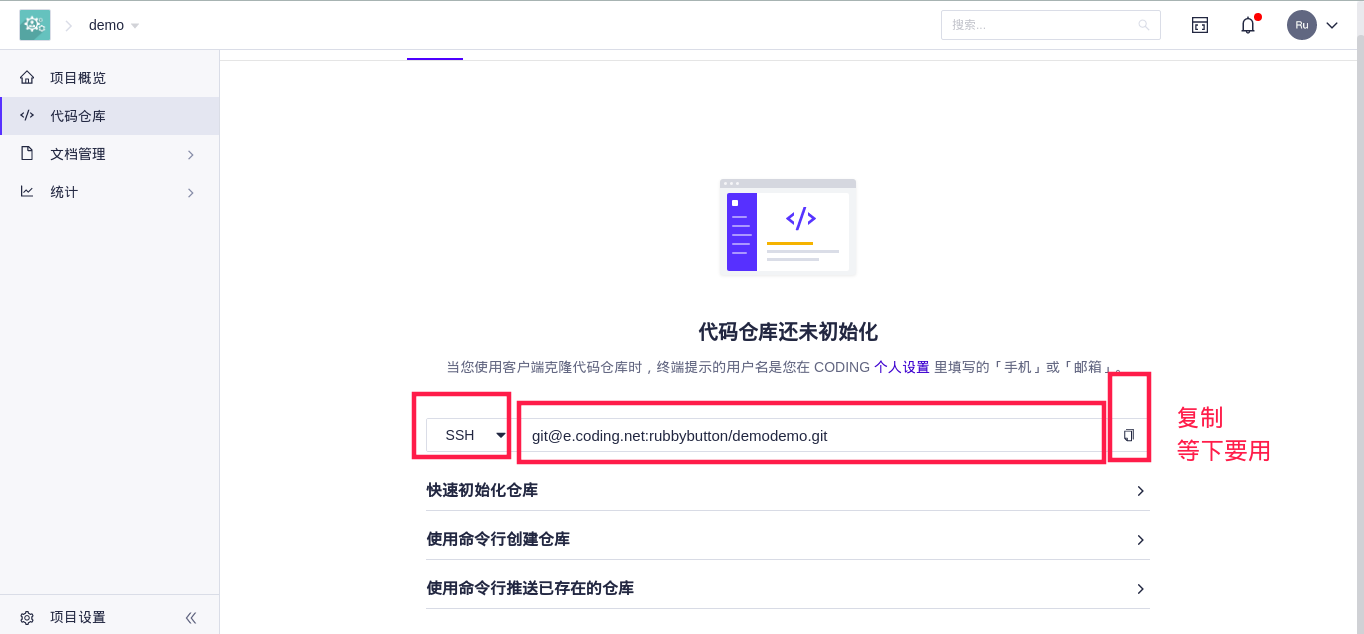 demo
搜索...
Ru
项目概览
代码仓库
文档管理
统计
代码仓库还未初始化
当您使用客户端克隆代码仓库时，终端提示的用户名是您在 CODING 个人设置 里填写的「手机」或「邮箱」。
SSH
git@e.coding.net:rubbybutton/demodemo.git
复制
等下要用
快速初始化仓库
使用命令行创建仓库
使用命令行推送已存在的仓库
项目设置